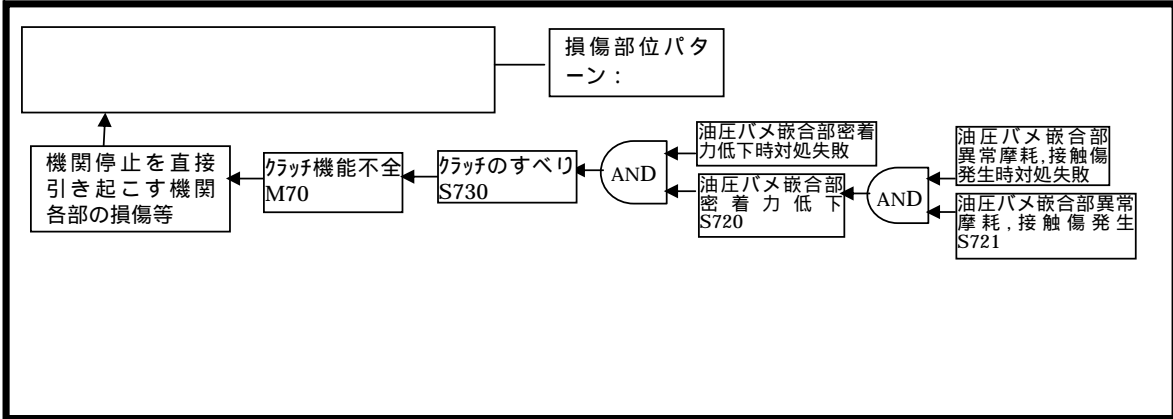 損傷部位パタ
ーン：
機関停止を直接
引き起こす機関
各部の損傷等
ｸﾗｯﾁ機能不全
M70
ｸﾗｯﾁのすべり
S730
AND
油圧バメ嵌合部密着
力低下時対処失敗
油圧バメ嵌合部
密着力低下
S720
AND
油圧バメ嵌合部
異常摩耗,接触傷
発生時対処失敗
油圧バメ嵌合部異常
摩耗,接触傷発生
S721